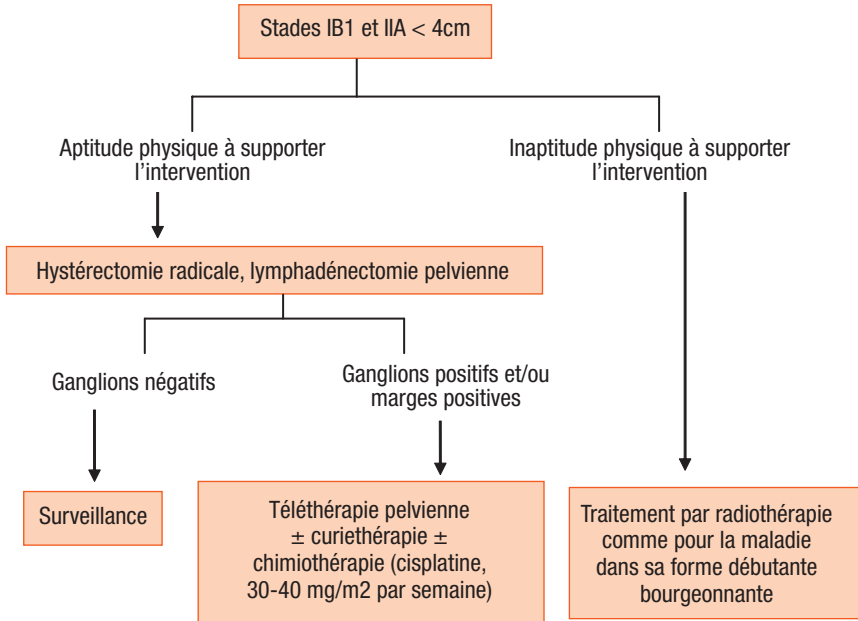 Stades IB1 et IIA < 4cm
Aptitude physique à supporter
l'intervention
Inaptitude physique à supporter
l'intervention
Hystérectomie radicale, lymphadénectomie pelvienne
Ganglions négatifs
Ganglions positifs et/ou
marges positives
Surveillance
Téléthérapie pelvienne
± curiethérapie ±
chimiothérapie (cisplatine,
30-40 mg/m2 par semaine)
Traitement par radiothérapie
comme pour la maladie
dans sa forme débutante
bourgeonnante